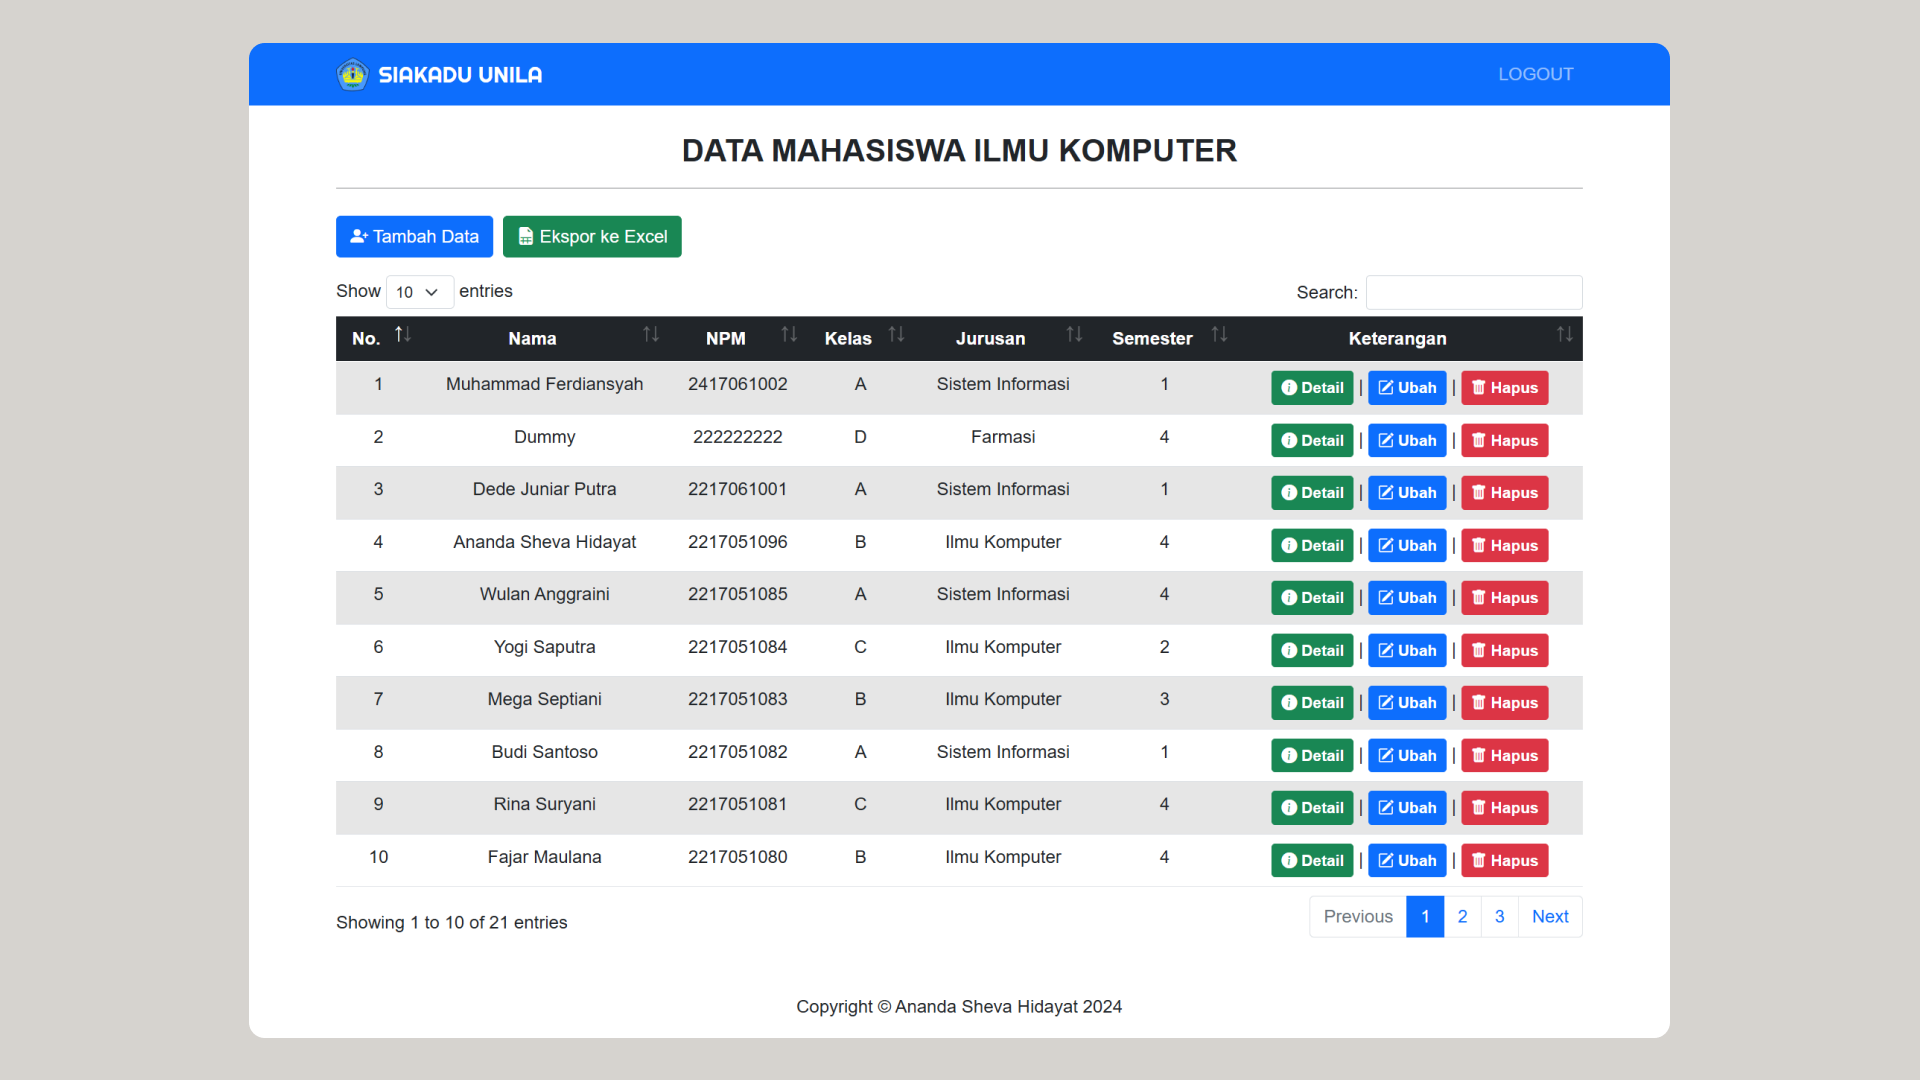 SIAKADU UNILA LOGOUT
DATA MAHASISWA ILMU KOMPUTER
Tambah Data Ekspor ke Excel
Show 10 entries Search:
No. Nama NPM Kelas Jurusan Semester Keterangan
1 Muhammad Ferdiansyah 2417061002 A Sistem Informasi 1 Detail | Ubah | Hapus
2 Dummy 222222222 D Farmasi 4 Detail | Ubah | Hapus
3 Dede Juniar Putra 2217061001 A Sistem Informasi 1 Detail | Ubah | Hapus
4 Ananda Sheva Hidayat 2217051096 B Ilmu Komputer 4 Detail | Ubah | Hapus
5 Wulan Anggraini 2217051085 A Sistem Informasi 4 Detail | Ubah | Hapus
6 Yogi Saputra 2217051084 C Ilmu Komputer 2 Detail | Ubah | Hapus
7 Mega Septiani 2217051083 B Ilmu Komputer 3 Detail | Ubah | Hapus
8 Budi Santoso 2217051082 A Sistem Informasi 1 Detail | Ubah | Hapus
9 Rina Suryani 2217051081 C Ilmu Komputer 4 Detail | Ubah | Hapus
10 Fajar Maulana 2217051080 B Ilmu Komputer 4 Detail | Ubah | Hapus
Showing 1 to 10 of 21 entries Previous 1 2 3 Next
Copyright © Ananda Sheva Hidayat 2024